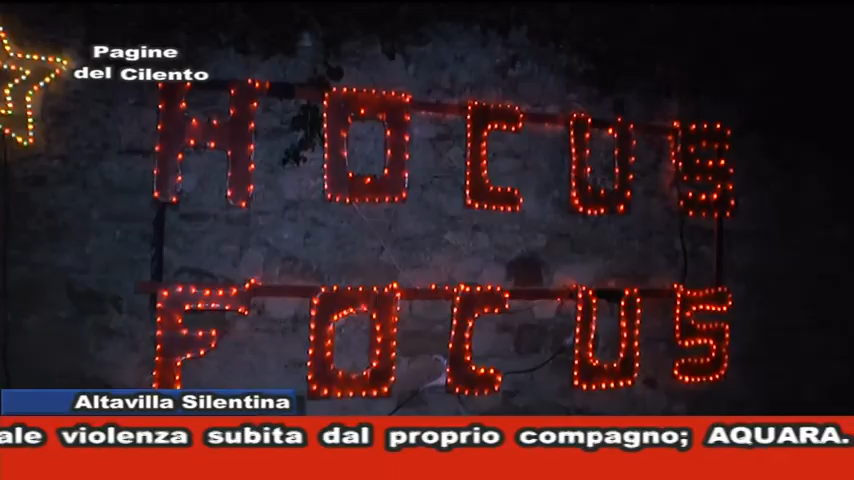 Pagine
del Cilento
HOCUS
FOCUS
Altavilla Silentina
ale violenza subita dal proprio compagno; AQUARA.